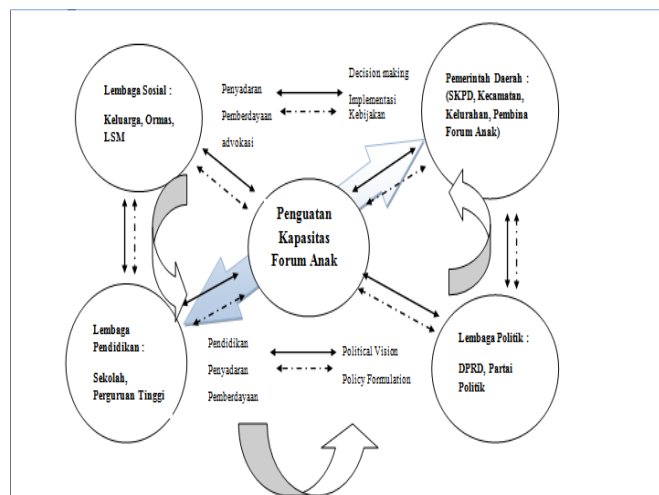 Lembaga Sosial :
Keluarga, Ormas,
LSM
Penyadaran
Pemberdayaan
advokasi
Decision making
Implementasi
Kebijakan
Pemerintah Daerah :
(SKPD, Kecamatan,
Kelurahan, Pembina
Forum Anak)
Penguatan
Kapasitas
Forum Anak
Lembaga
Pendidikan :
Sekolah,
Perguruan Tinggi
Pendidikan
Penyadaran
Pemberdayaan
Political Vision
Policy Formulation
Lembaga Politik :
DPRD, Partai
Politik